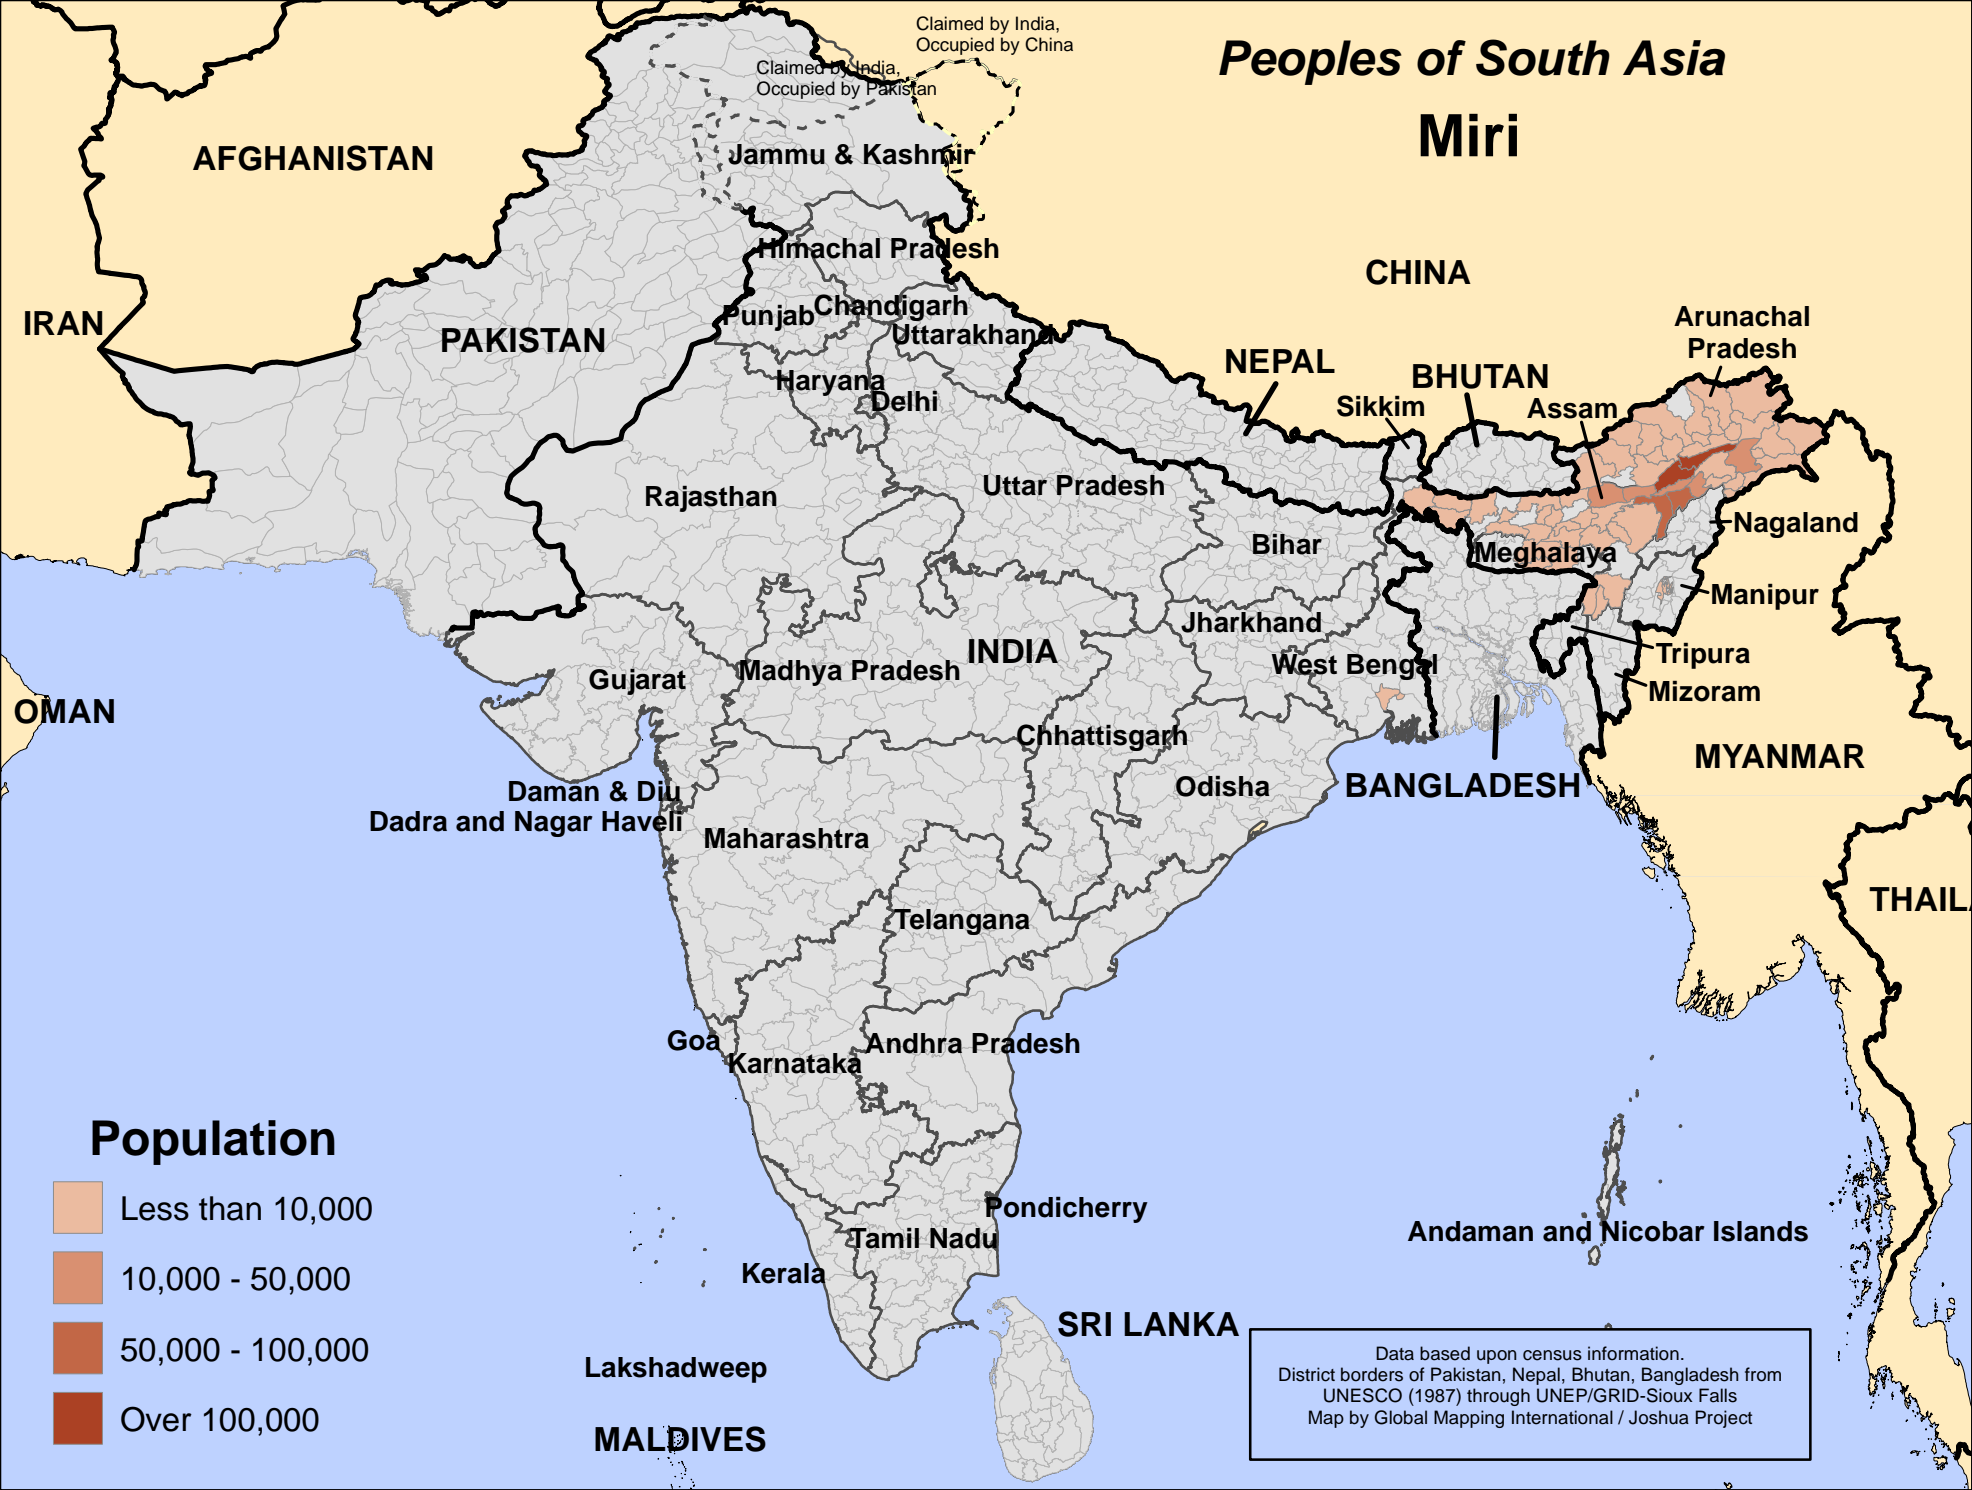 Claimed by India,
Occupied by China
Peoples of South Asia
Miri
Claimed by India,
Occupied by Pakistan
AFGHANISTAN
Jammu & Kashmir
Himachal Pradesh
CHINA
IRAN
PAKISTAN
Punjab
Chandigarh
Uttarakhand
Arunachal
Pradesh
NEPAL
BHUTAN
Haryana
Delhi
Sikkim
Assam
Rajasthan
Uttar Pradesh
Bihar
Meghalaya
Nagaland
Manipur
Jharkhand
INDIA
West Bengal
Tripura
Mizoram
Gujarat
Madhya Pradesh
OMAN
Chhattisgarh
MYANMAR
Odisha
BANGLADESH
Daman & Diu
Dadra and Nagar Haveli
Maharashtra
Telangana
THAILA
Goa
Karnataka
Andhra Pradesh
Population
Less than 10,000
10,000 - 50,000
50,000 - 100,000
Over 100,000
Pondicherry
Tamil Nadu
Kerala
Andaman and Nicobar Islands
SRI LANKA
Lakshadweep
MALDIVES
Data based upon census information.
District borders of Pakistan, Nepal, Bhutan, Bangladesh from
UNESCO (1987) through UNEP/GRID-Sioux Falls
Map by Global Mapping International / Joshua Project